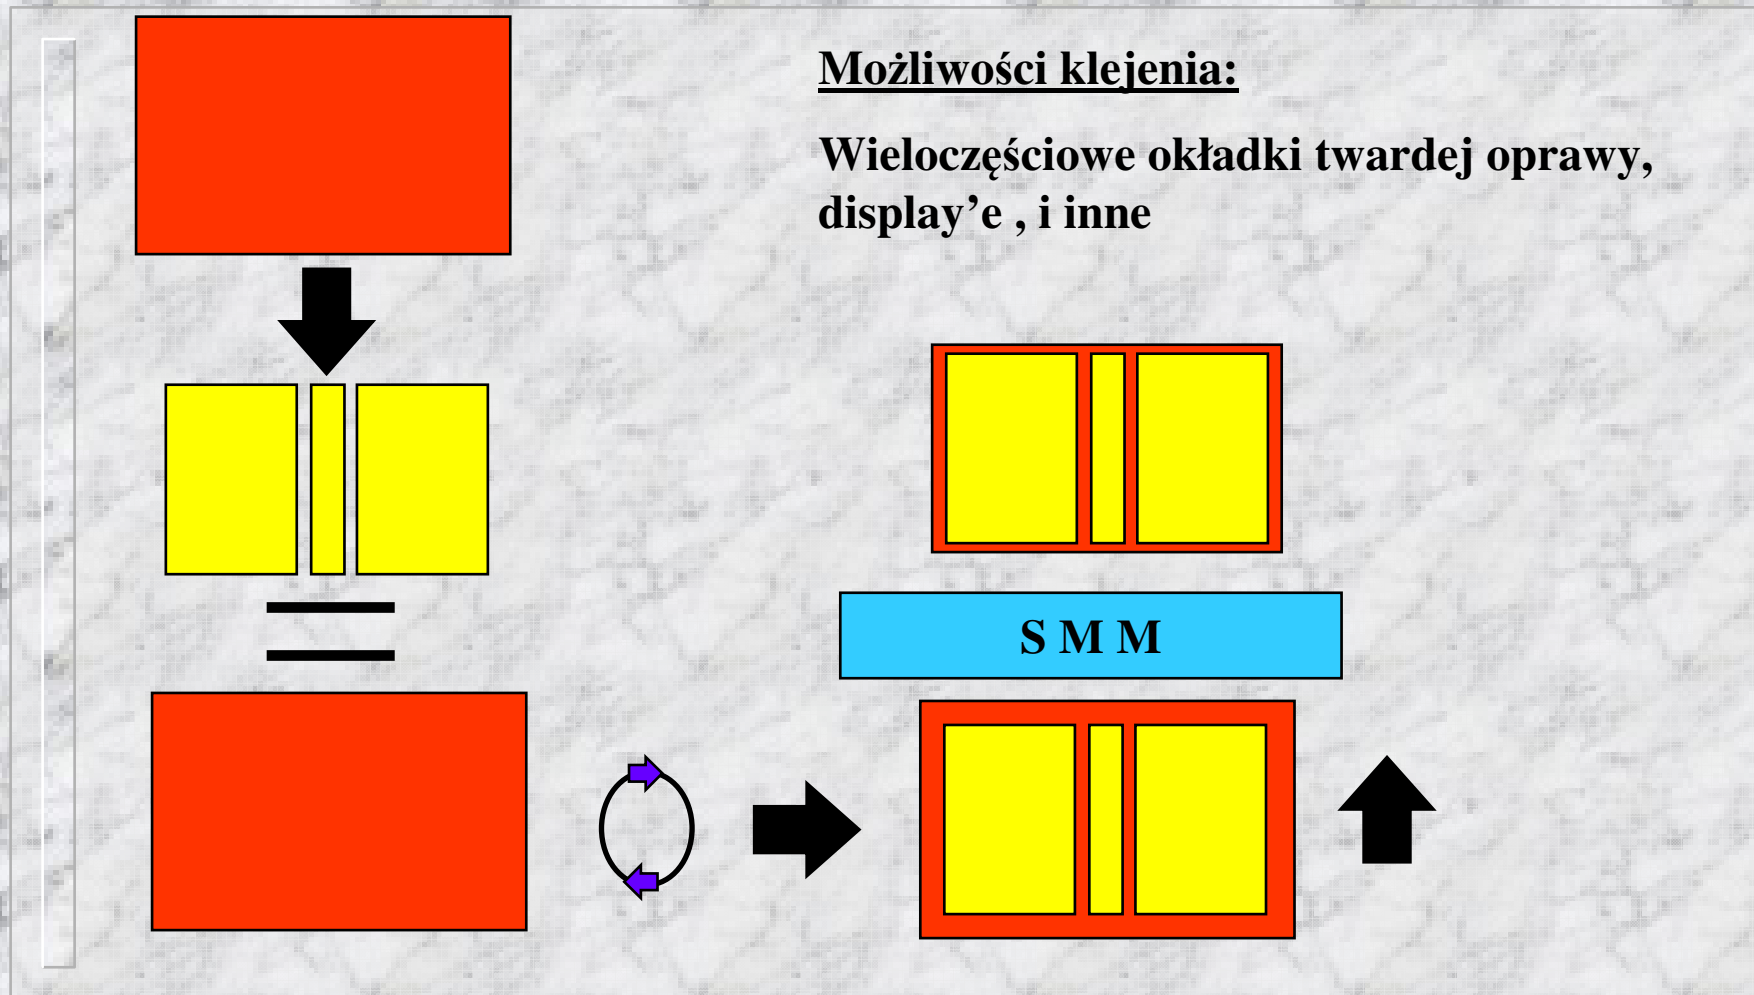 Możliwości klejenia:
Wieloczęściowe okładki twardej oprawy,
display’e , i inne
S M M